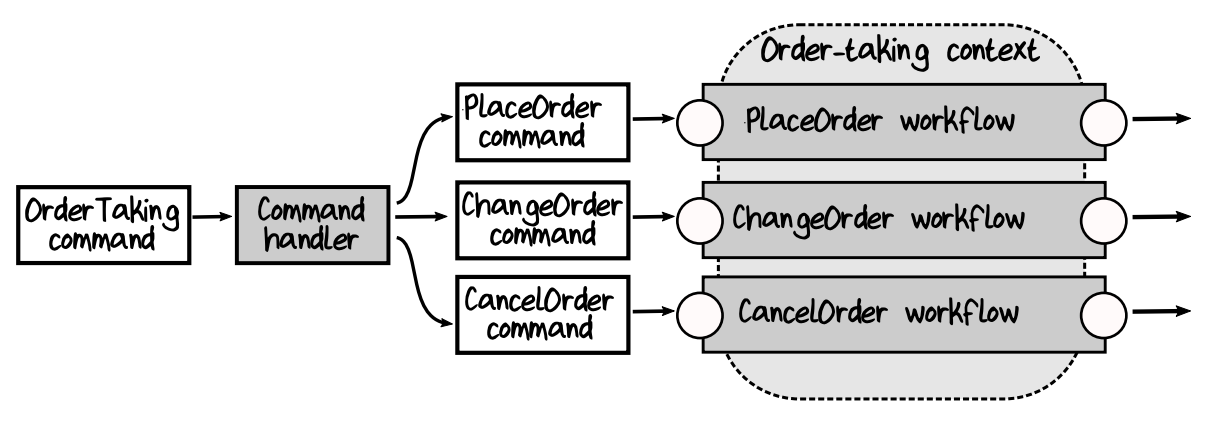 OrderTaking
command
Command
handler
PlaceOrder
command
ChangeOrder
command
CancelOrder
command
Order-taking context
PlaceOrder workflow
ChangeOrder workflow
CancelOrder workflow